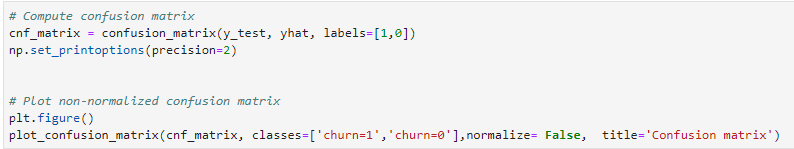 # Compute confusion matrix
cnf_matrix = confusion_matrix(y_test, yhat, labels=[1,0])
np.set_printoptions(precision=2)
# Plot non-normalized confusion matrix
plt.figure()
plot_confusion_matrix(cnf_matrix, classes=['churn=1','churn=0'],normalize= False,  title='Confusion matrix')